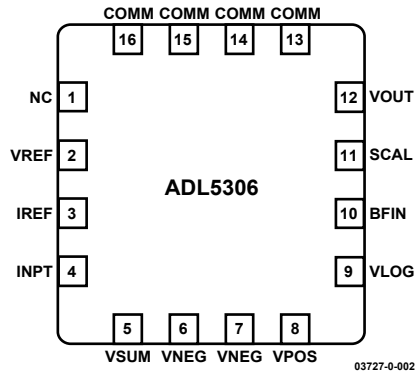 COMM COMM COMM COMM
16 15 14 13
NC 1
12 VOUT
VREF 2
11 SCAL
ADL5306
IREF 3
10 BFIN
INPT 4
9 VLOG
5 6 7 8
VSUM VNEG VNEG VPOS
03727-0-002